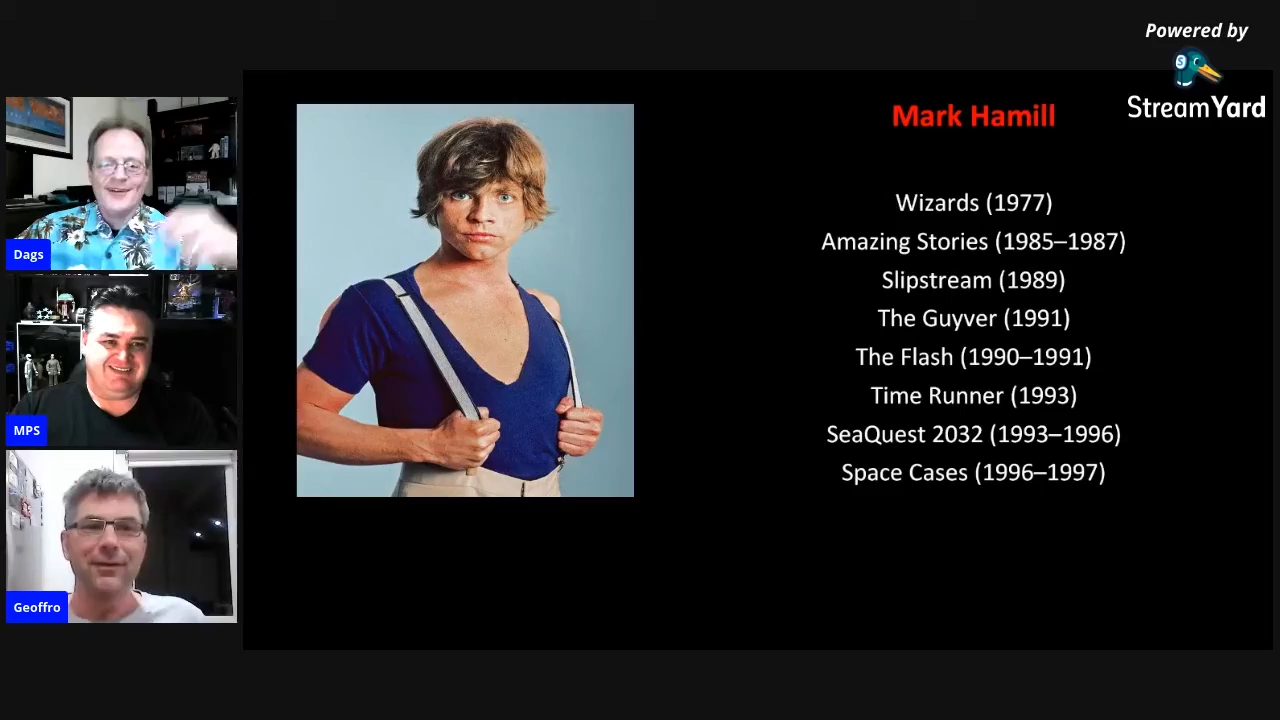 Powered by
StreamYard
Mark Hamill
Wizards (1977)
Amazing Stories (1985–1987)
Slipstream (1989)
The Guyver (1991)
The Flash (1990–1991)
Time Runner (1993)
SeaQuest 2032 (1993–1996)
Space Cases (1996–1997)
Dags
MPS
Geoffro